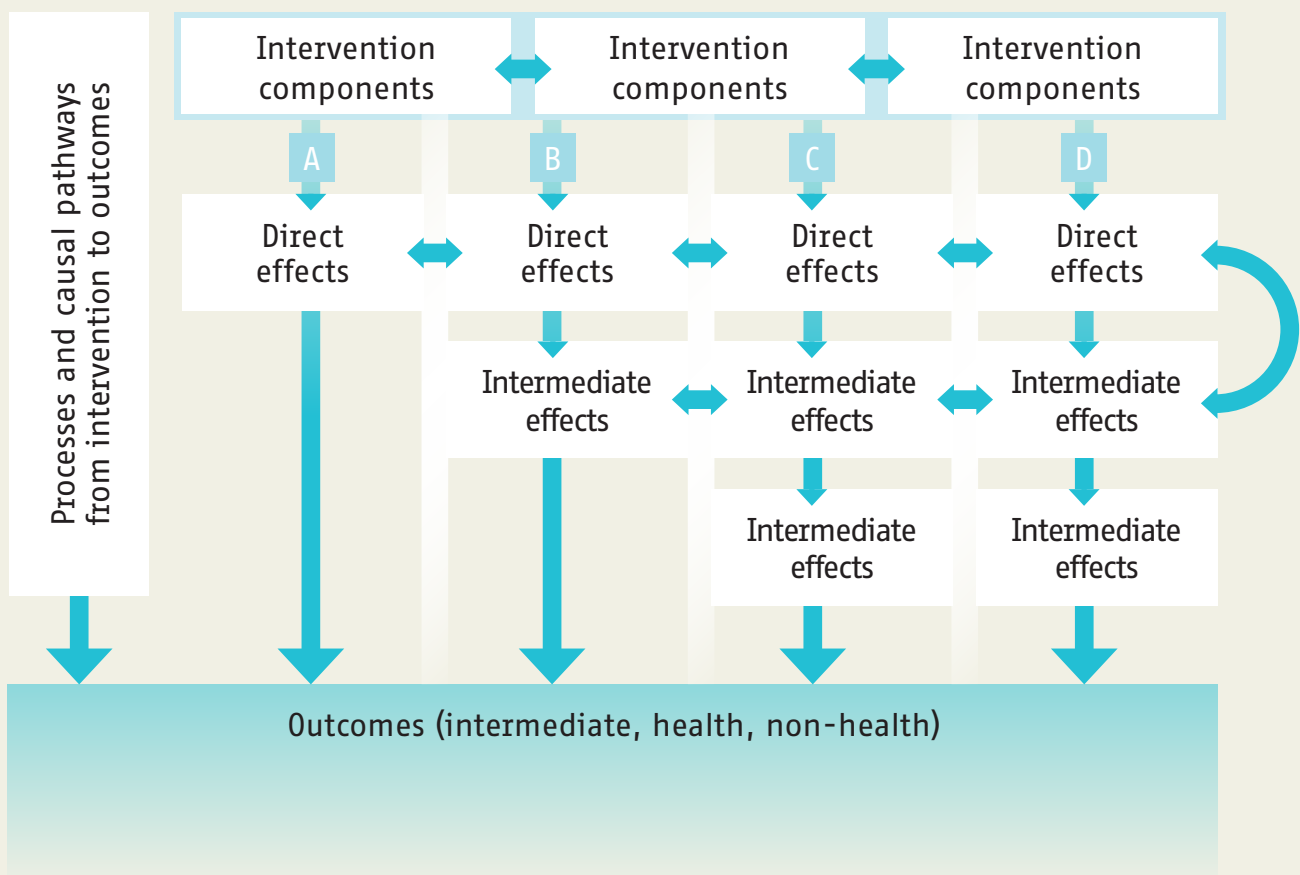 Processes and causal pathways
from intervention to outcomes
Intervention
components
Intervention
components
Intervention
components
A
B
C
D
Direct
effects
Direct
effects
Direct
effects
Direct
effects
Intermediate
effects
Intermediate
effects
Intermediate
effects
Intermediate
effects
Intermediate
effects
Outcomes (intermediate, health, non-health)